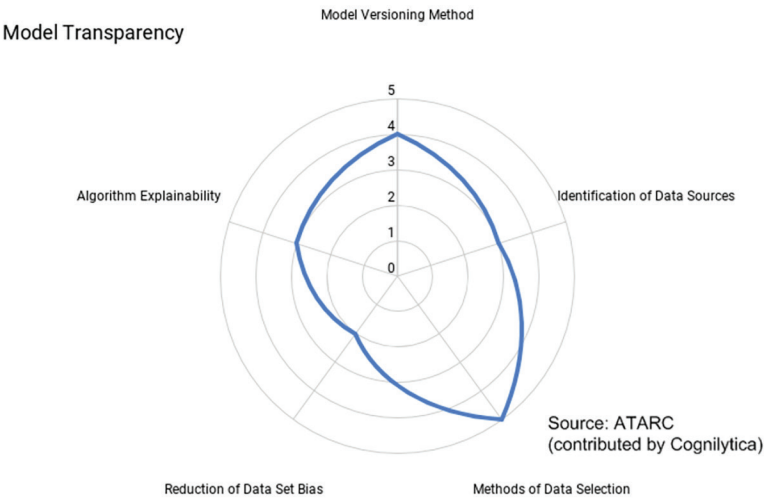 Model Versioning Method
Model Transparency
5
4
3
2
1
0
Algorithm Explainability
Identification of Data Sources
Source: ATARC
(contributed by Cognilytica)
Reduction of Data Set Bias
Methods of Data Selection